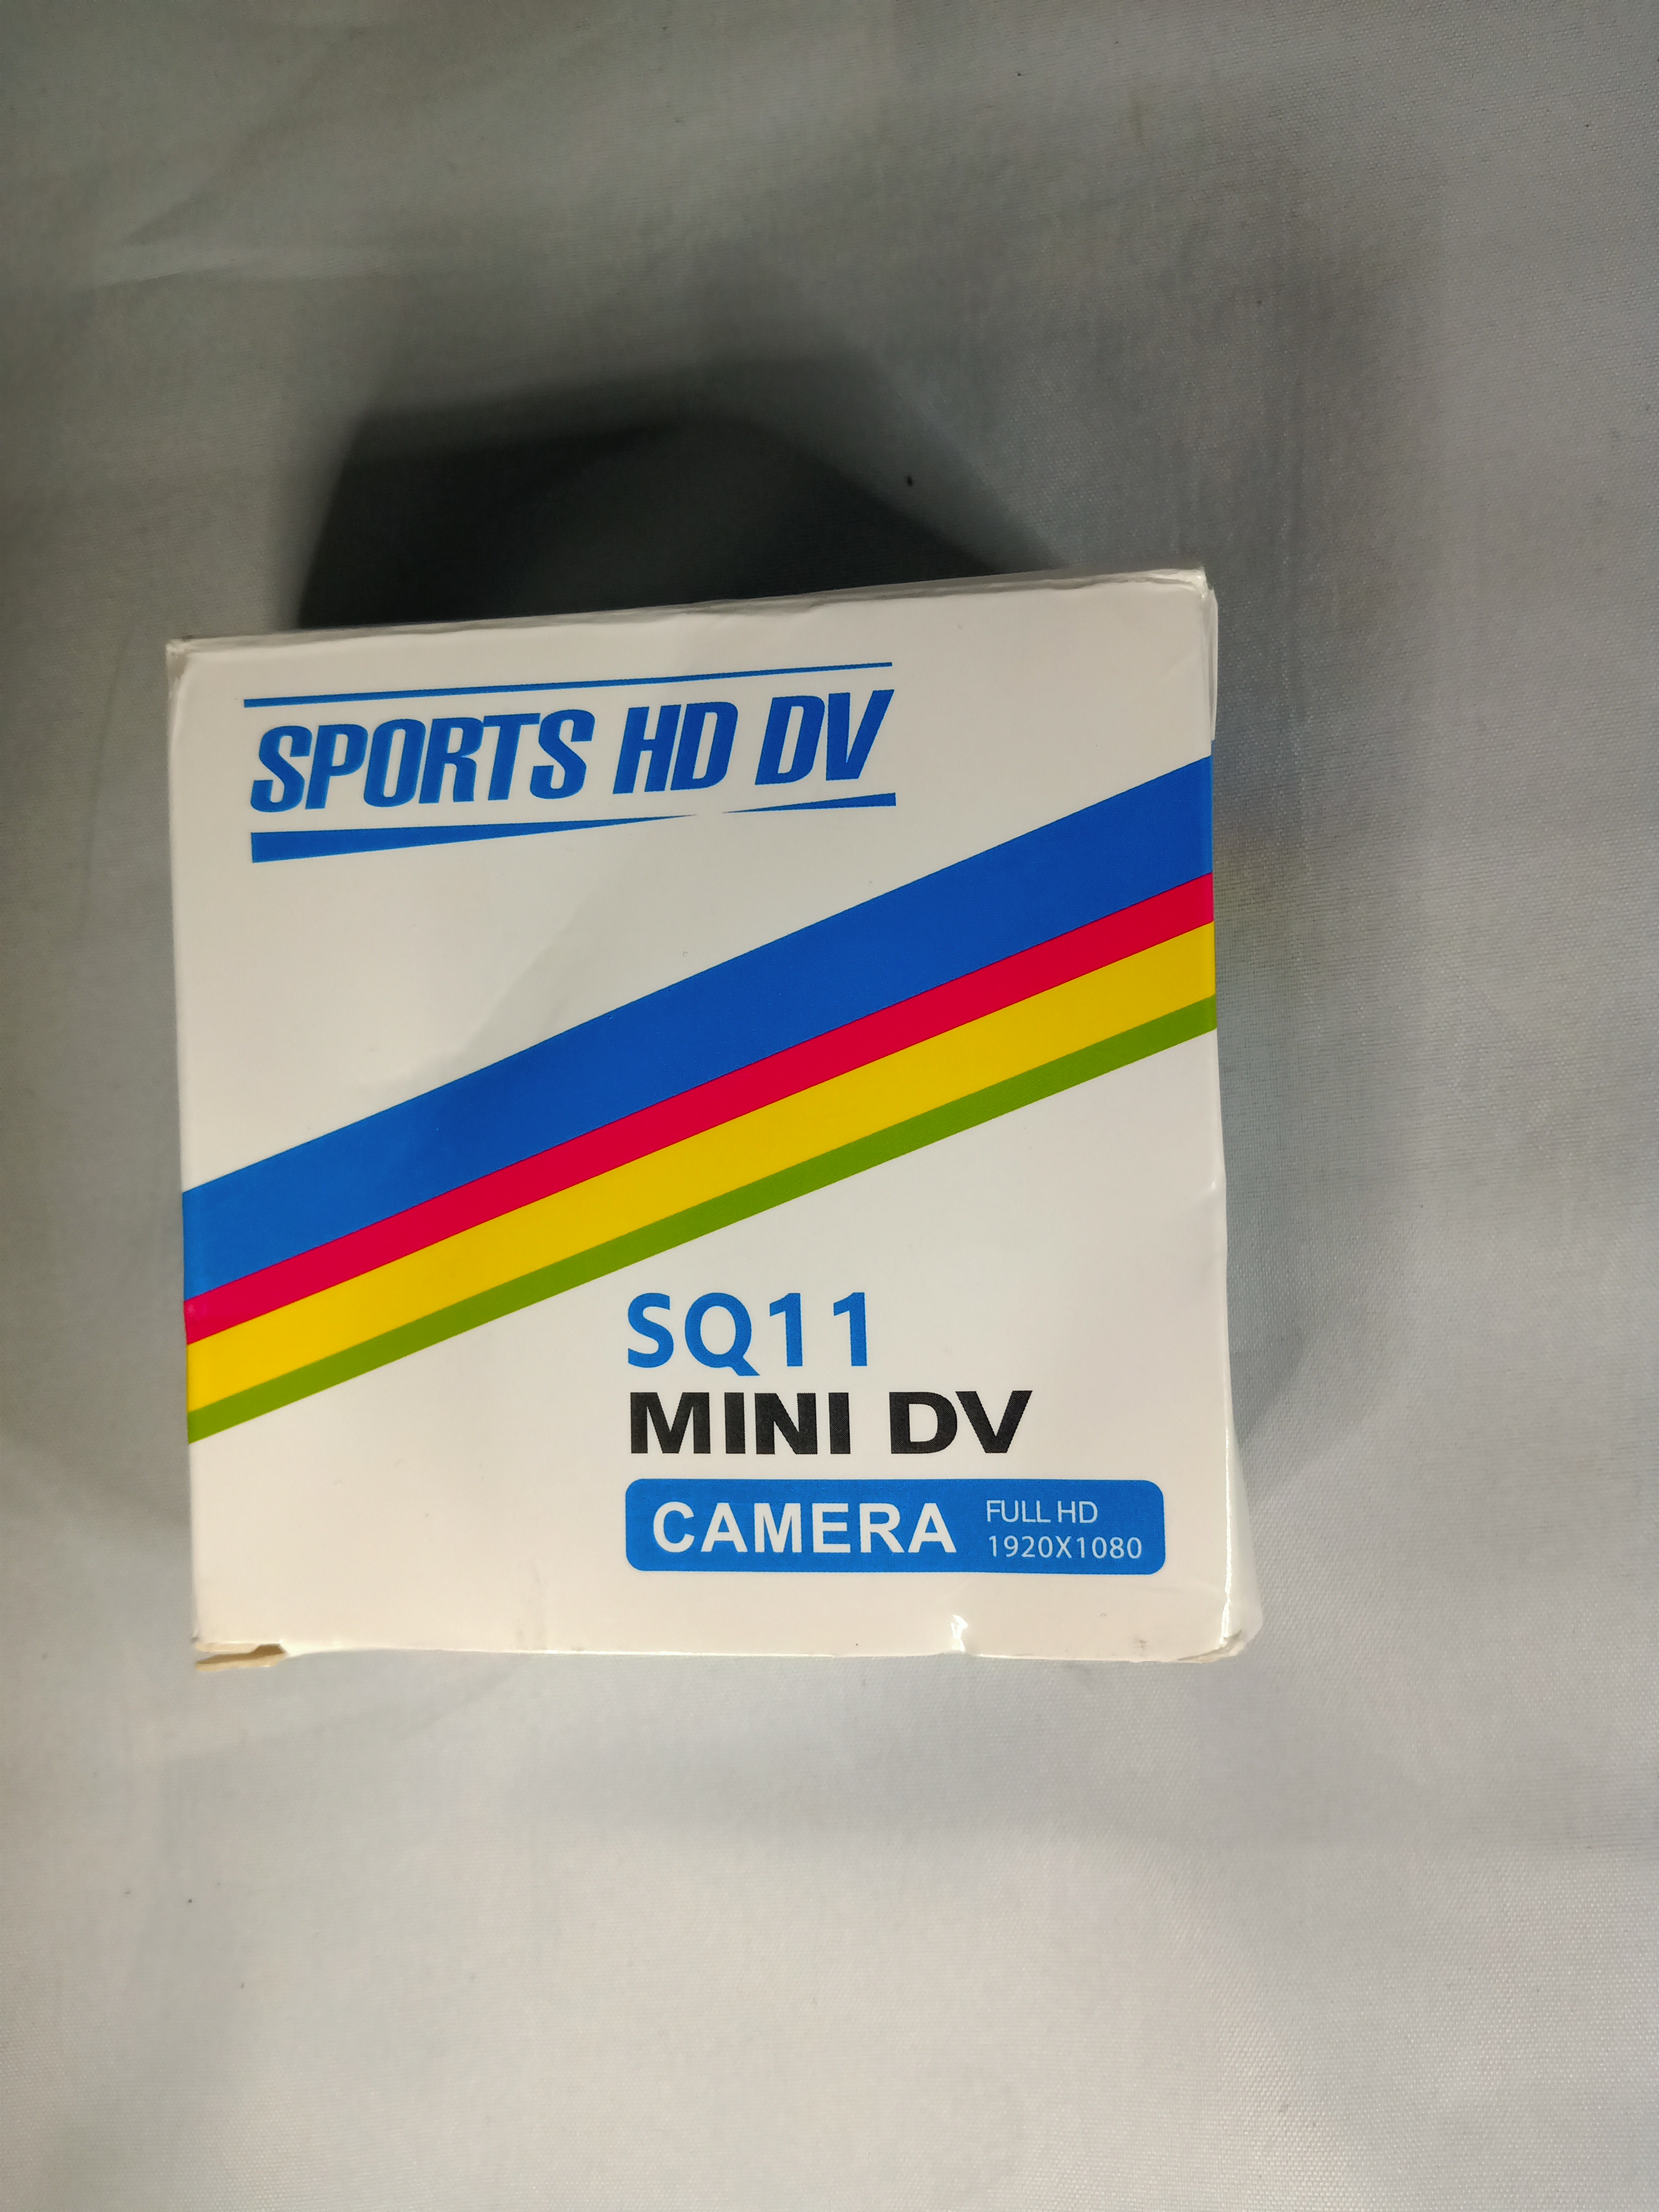 SPORTS HD DV
SQ11
MINI DV
CAMERA
FULL HD
1920X1080